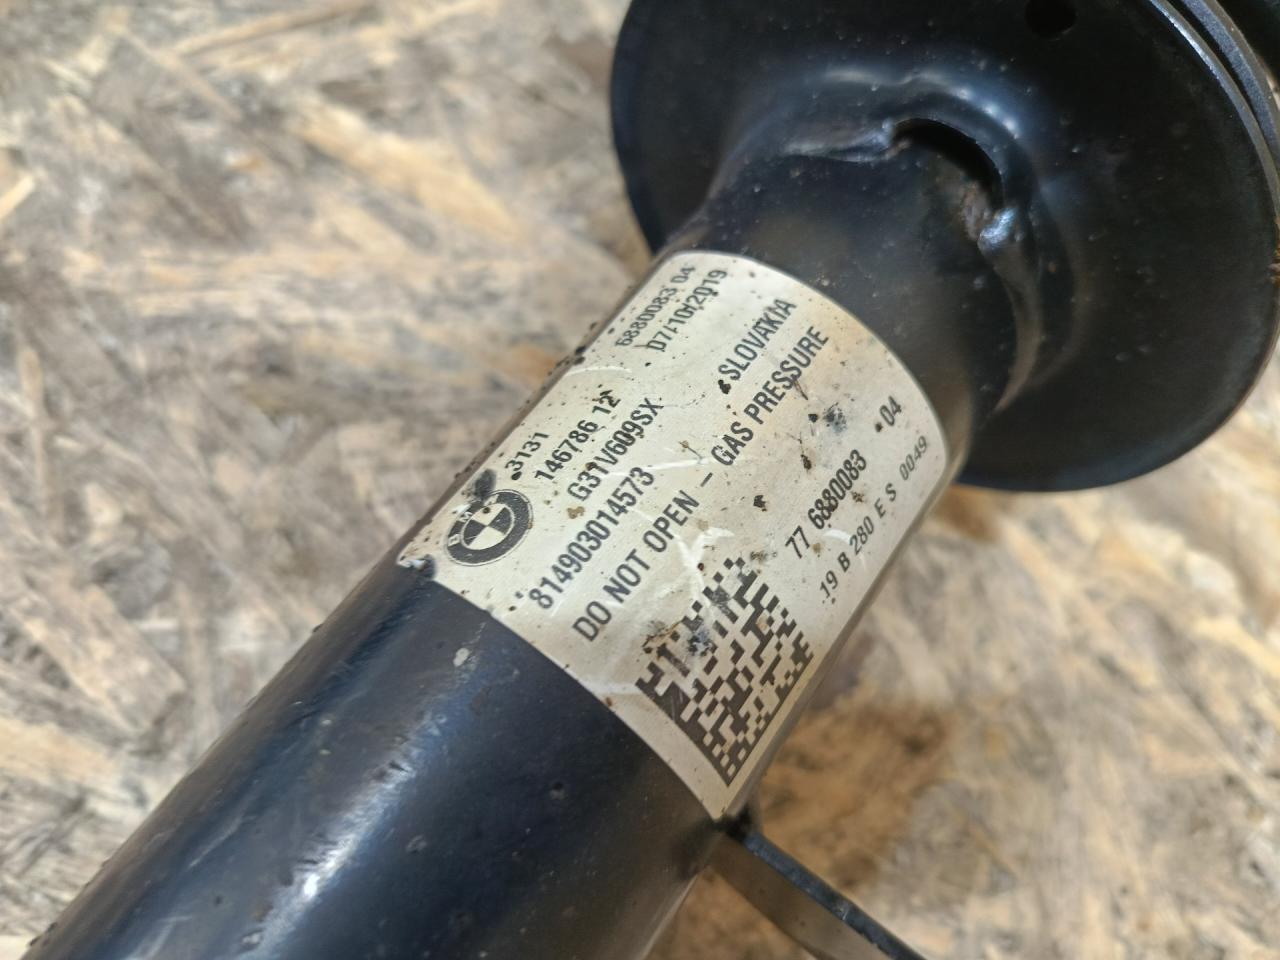 3131 6880083 04
146786 12 07/10/2019
G31V609SX
814903014573 SLOVAKIA
DO NOT OPEN – GAS PRESSURE
77 6880083 04
19 B 280 E S 0049